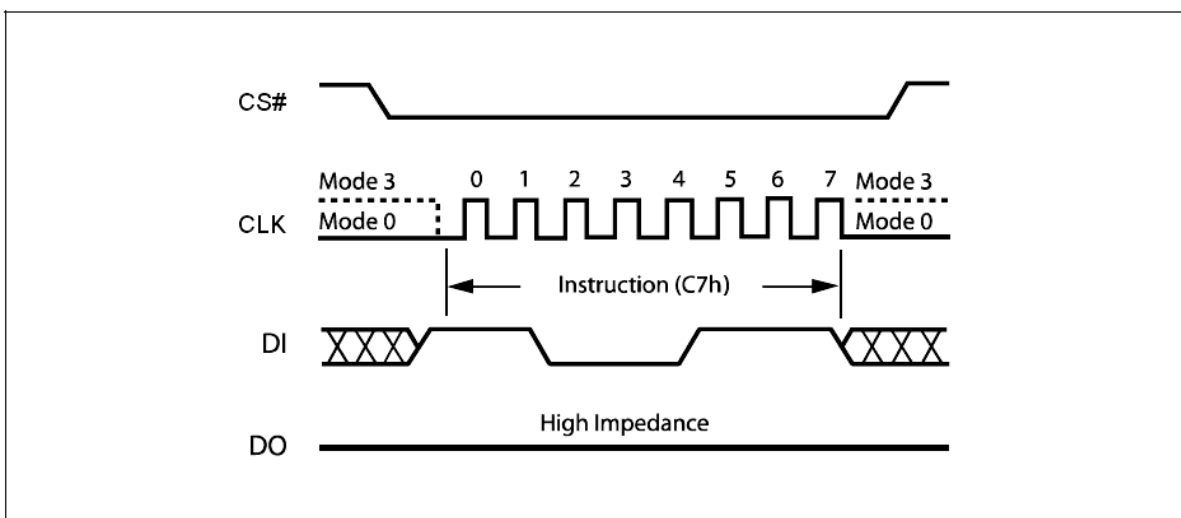 CS#
Mode 3 0 1 2 3 4 5 6 7 Mode 3
CLK Mode 0 Mode 0
Instruction (C7h)
DI
High Impedance
DO